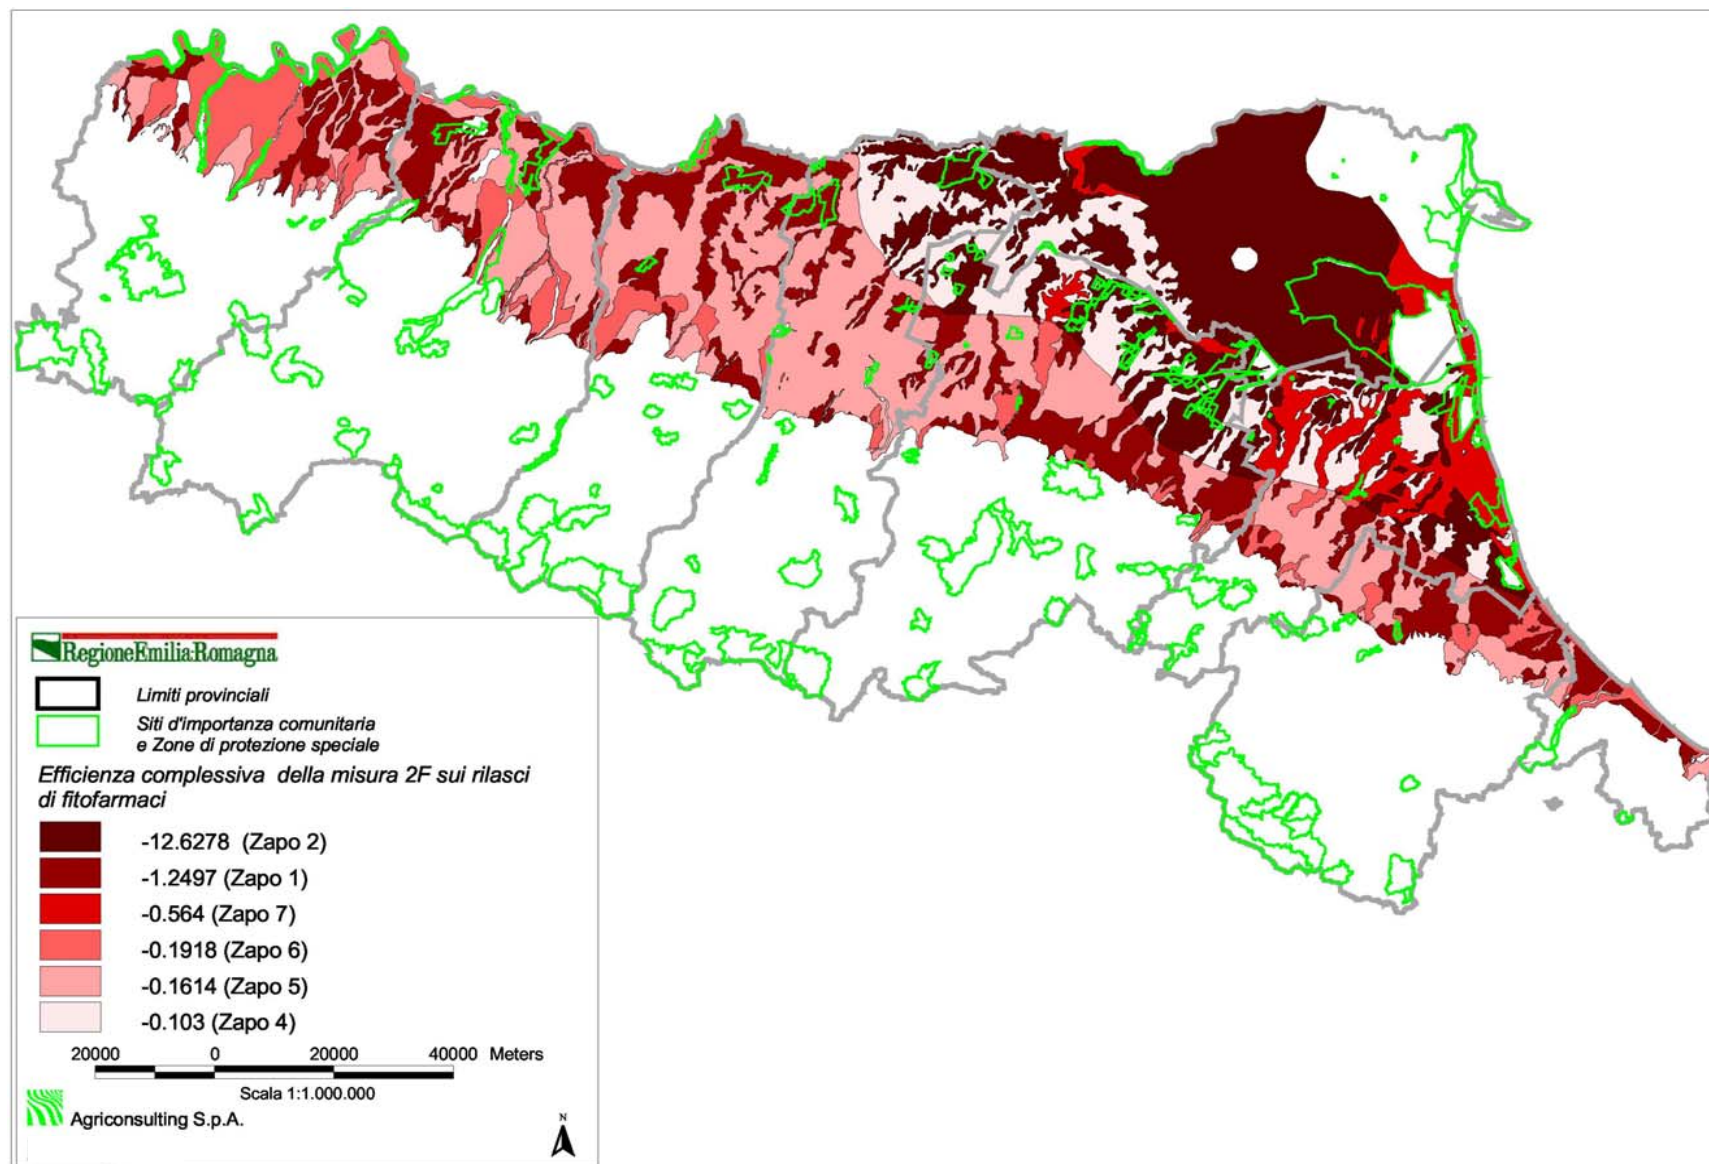 RegioneEmilia-Romagna
Limiti provinciali
Siti d'importanza comunitaria
e Zone di protezione speciale
Efficienza complessiva della misura 2F sui rilasci
di fitofarmaci
-12.6278 (Zapo 2)
-1.2497 (Zapo 1)
-0.564 (Zapo 7)
-0.1918 (Zapo 6)
-0.1614 (Zapo 5)
-0.103 (Zapo 4)
20000 0 20000 40000 Meters
Scala 1:1.000.000
Agriconsulting S.p.A.
N